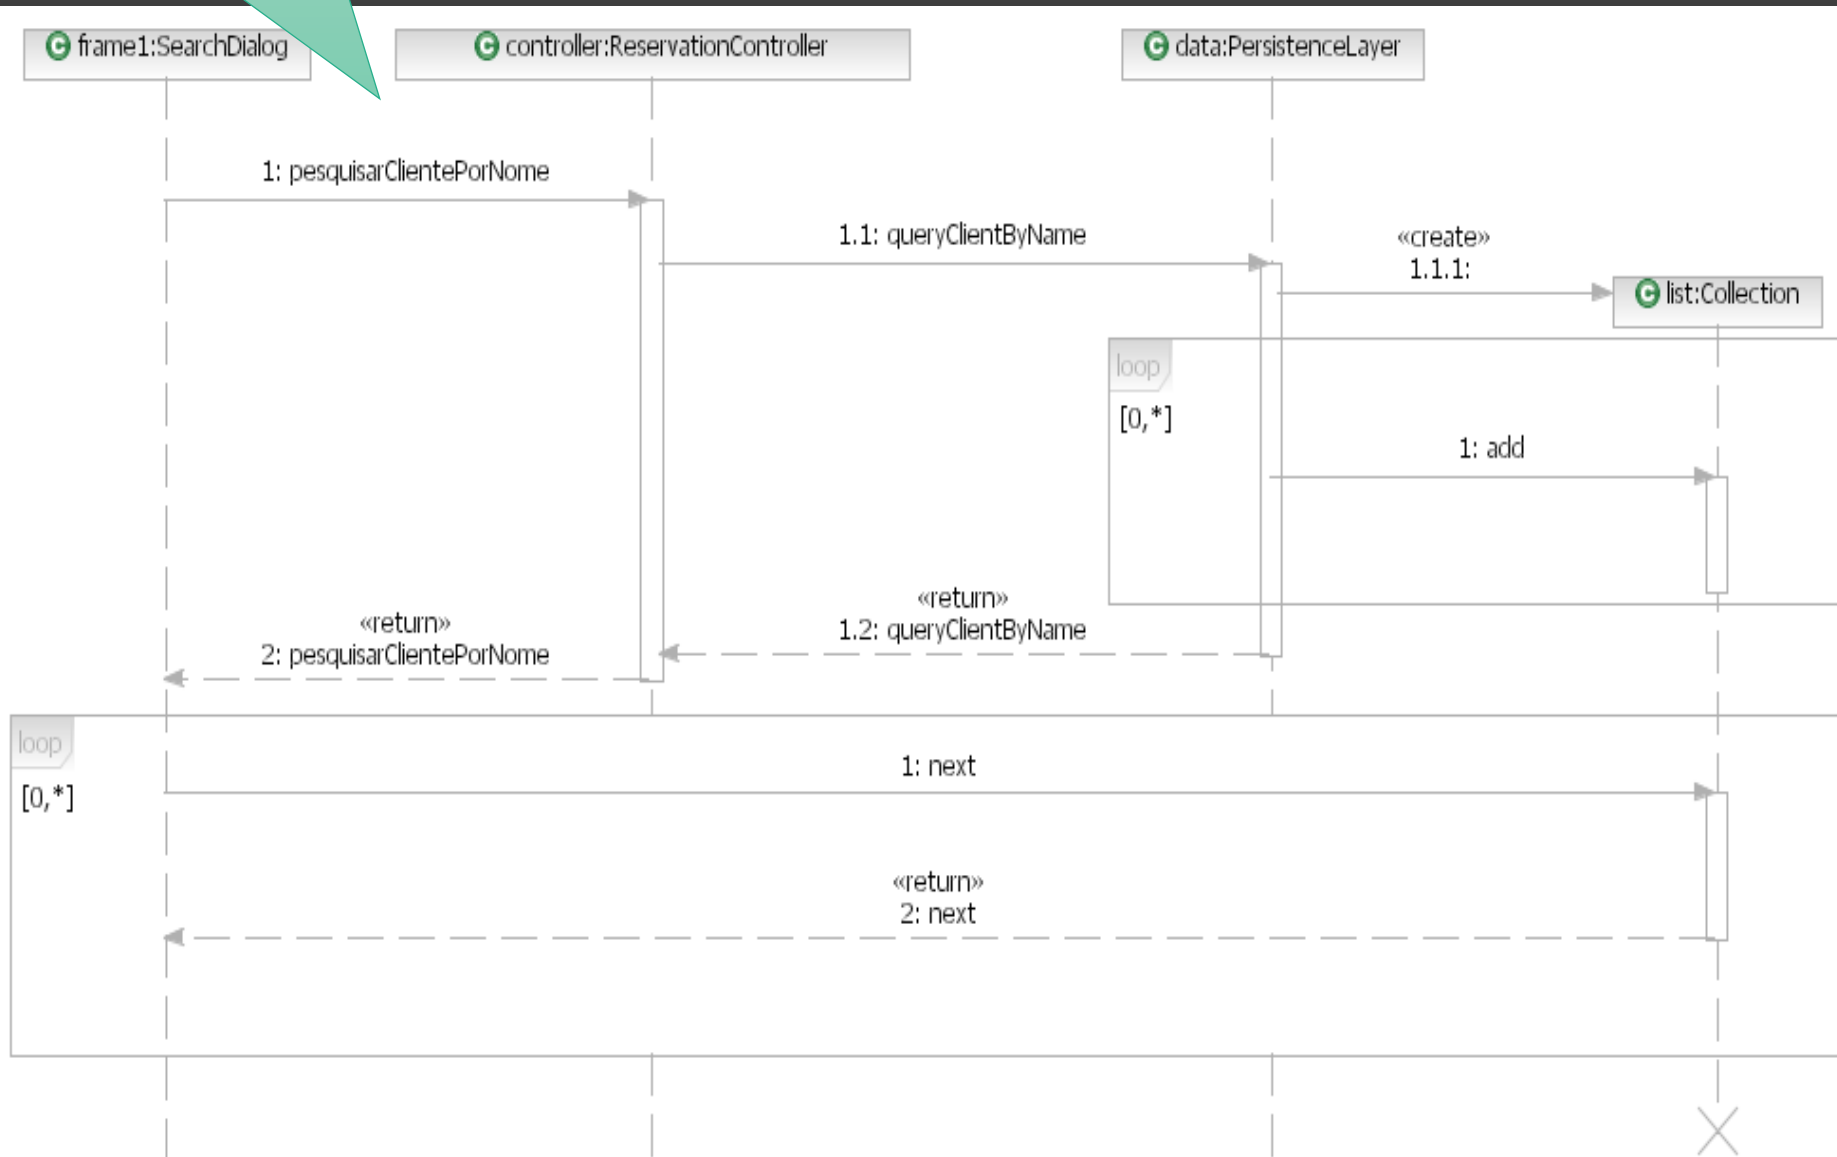 C frame1:SearchDialog
C controller:ReservationController
C data:PersistenceLayer
1: pesquisarClientePorNome
1.1: queryClientByName
«create»
1.1.1:
C list:Collection
loop
[0,*]
1: add
«return»
1.2: queryClientByName
«return»
2: pesquisarClientePorNome
loop
[0,*]
1: next
«return»
2: next